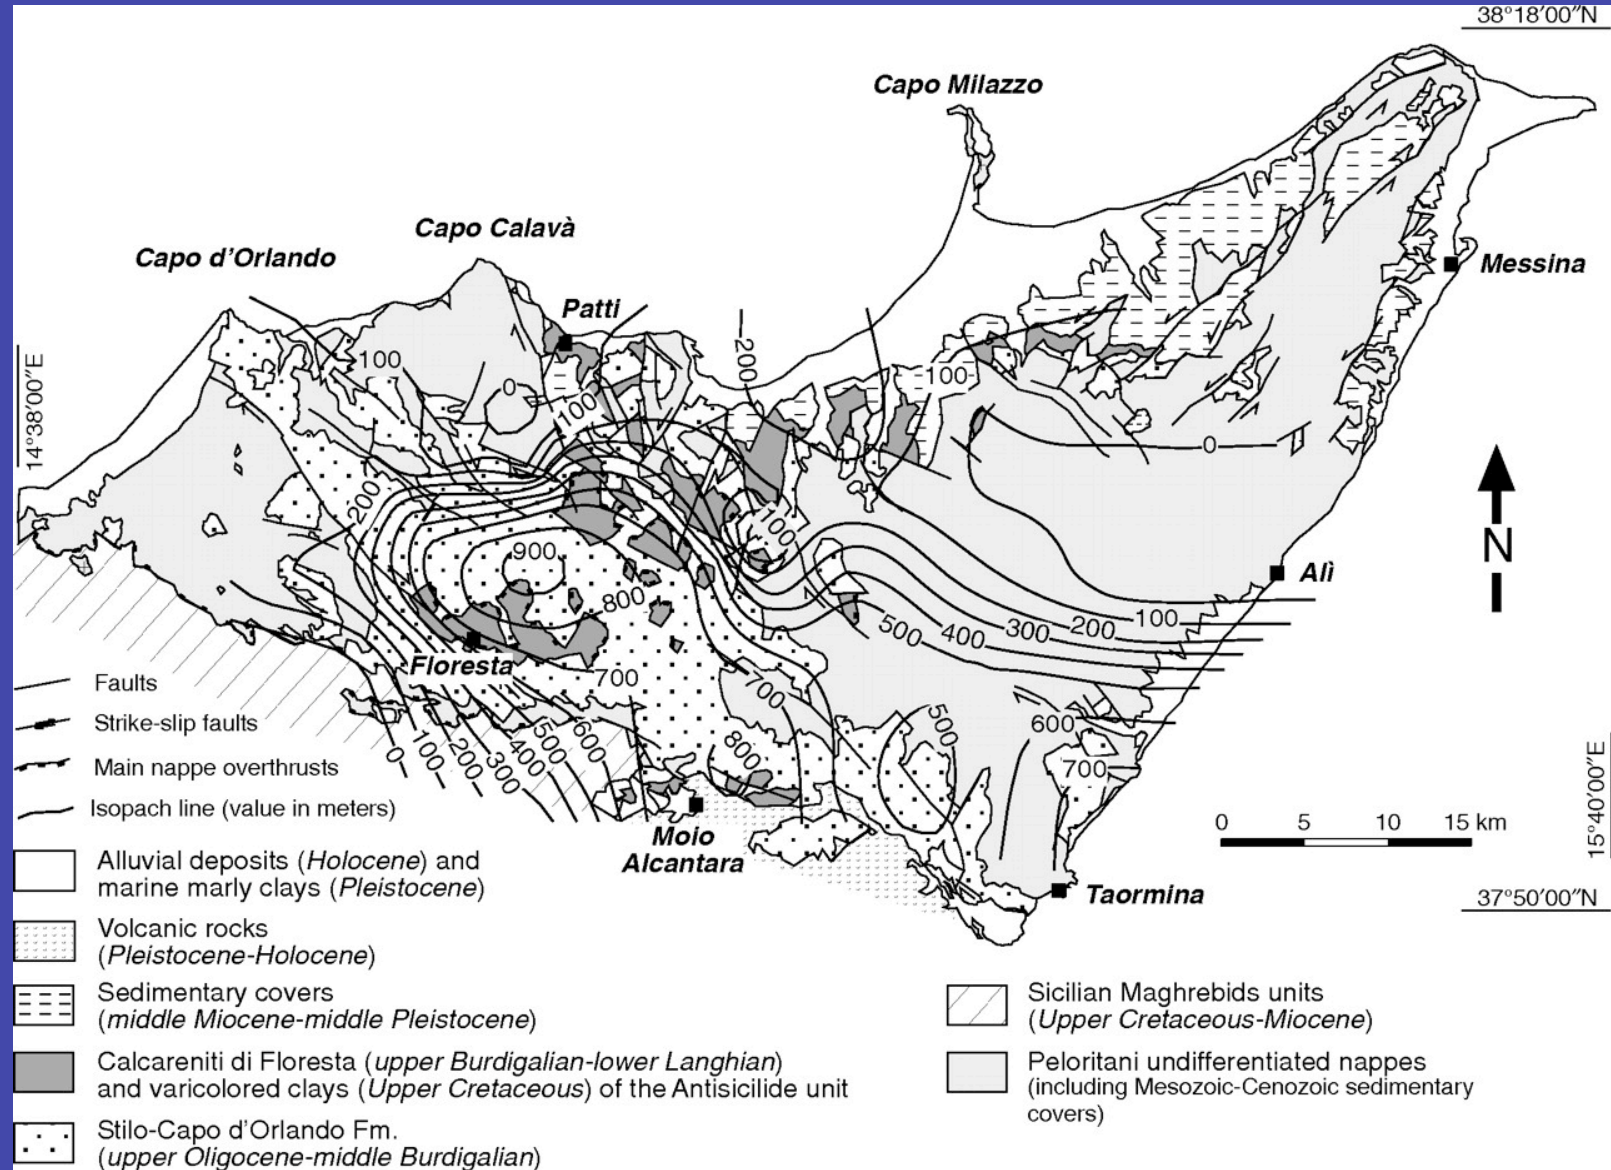 38°18′00″N
Capo Milazzo
Capo Calavà
Capo d'Orlando
Messina
Patti
14°38′00″E
100
0
100
-200
100
0
200
900
100
800
N
Alì
100
200
300
400
500
Floresta
700
700
500
600
700
800
0
100
200
300
400
500
600
Faults
Strike-slip faults
Main nappe overthrusts
Isopach line (value in meters)
Moio
Alcantara
Taormina
0 5 10 15 km
15°40′00″E
37°50′00″N
Alluvial deposits (Holocene) and
marine marly clays (Pleistocene)
Volcanic rocks
(Pleistocene-Holocene)
Sedimentary covers
(middle Miocene-middle Pleistocene)
Calcareniti di Floresta (upper Burdigalian-lower Langhian)
and varicolored clays (Upper Cretaceous) of the Antisicilide unit
Stilo-Capo d'Orlando Fm.
(upper Oligocene-middle Burdigalian)
Sicilian Maghrebids units
(Upper Cretaceous-Miocene)
Peloritani undifferentiated nappes
(including Mesozoic-Cenozoic sedimentary
covers)